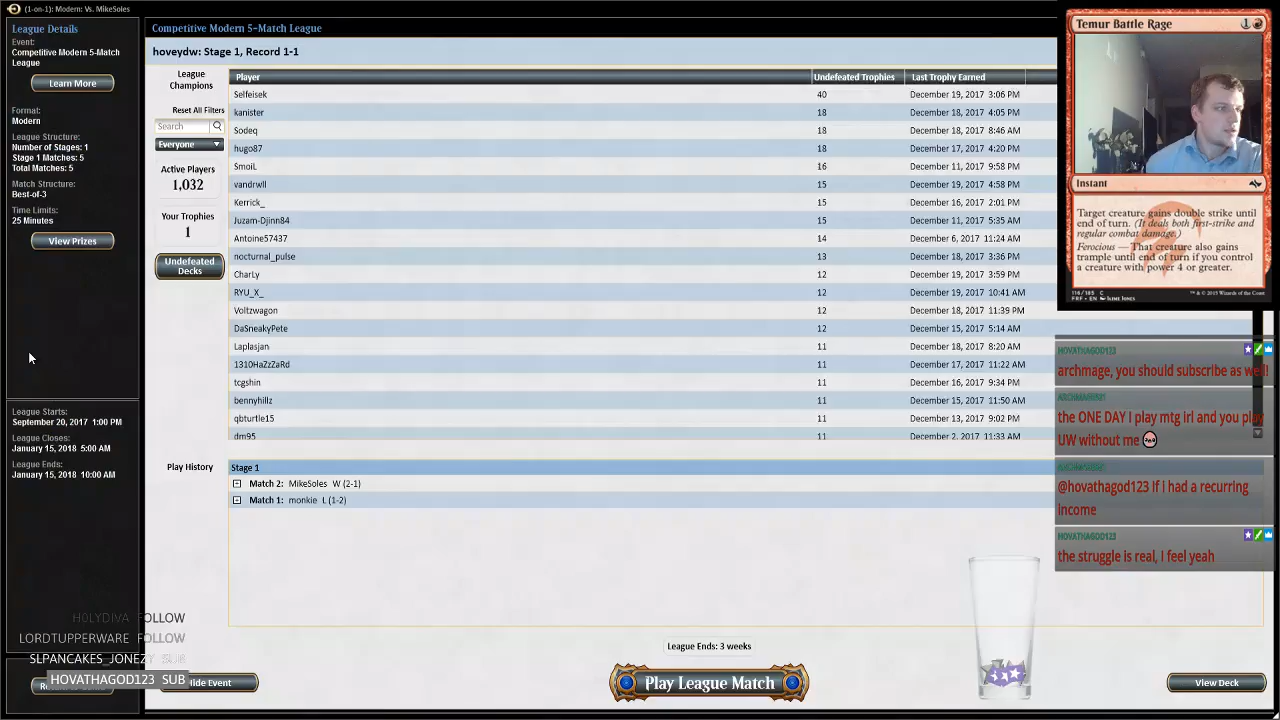 (1-on-1): Modern: Vs. MikeSoles
League Details
Event:
Competitive Modern 5-Match
League
Learn More
Format:
Modern
League Structure:
Number of Stages: 1
Stage 1 Matches: 5
Total Matches: 5
Match Structure:
Best-of-3
Time Limits:
25 Minutes
View Prizes
League Starts:
September 20, 2017 1:00 PM
League Closes:
January 15, 2018 5:00 AM
League Ends:
January 15, 2018 10:00 AM
H0LYDIVA FOLLOW
LORDTUPPERWARE FOLLOW
SLPANCAKES_JONEZY SUB
HOVATHAGOD123 SUB
Competitive Modern 5-Match League
hoveydw: Stage 1, Record 1-1
League
Champions
Reset All Filters
Search
Everyone
Active Players
1,032
Your Trophies
1
Undefeated
Decks
Player Undefeated Trophies Last Trophy Earned
Selfeisek 40 December 19, 2017 3:06 PM
kanister 18 December 18, 2017 4:05 PM
Sodeq 18 December 18, 2017 8:46 AM
hugo87 17 December 18, 2017 4:20 PM
SmoiL 16 December 11, 2017 9:58 PM
vandrwll 15 December 19, 2017 4:58 PM
Kerrick_ 15 December 16, 2017 2:01 PM
Juzam-Djinn84 15 December 11, 2017 5:35 AM
Antoine57437 14 December 6, 2017 11:24 AM
nocturnal_pulse 13 December 18, 2017 3:36 PM
CharLy 12 December 19, 2017 3:59 PM
RYU_X_ 12 December 19, 2017 10:41 AM
Voltzwagon 12 December 18, 2017 11:39 PM
DaSneakyPete 12 December 15, 2017 5:14 AM
Laplasjan 11 December 18, 2017 8:20 AM
1310HaZzZaRd 11 December 17, 2017 11:22 AM
tcgshin 11 December 16, 2017 9:34 PM
bennyhillz 11 December 15, 2017 11:50 AM
qbturtle15 11 December 13, 2017 9:02 PM
dm95 11 December 2, 2017 11:33 AM
Play History
Stage 1
Match 2: MikeSoles W (2-1)
Match 1: monkie L (1-2)
League Ends: 3 weeks
Hide Event
Play League Match
View Deck
Temur Battle Rage 1
Instant
Target creature gains double strike until
end of turn. (It deals both first-strike and
regular combat damage.)
Ferocious — That creature also gains
trample until end of turn if you control
a creature with power 4 or greater.
116/185 C
FRF • EN
™ & © 2015 Wizards of the Coast
HOVATHAGOD123
archmage, you should subscribe as well!
the ONE DAY I play mtg irl and you play
UW without me
@hovathagod123 If i had a recurring
income
HOVATHAGOD123
the struggle is real, I feel yeah